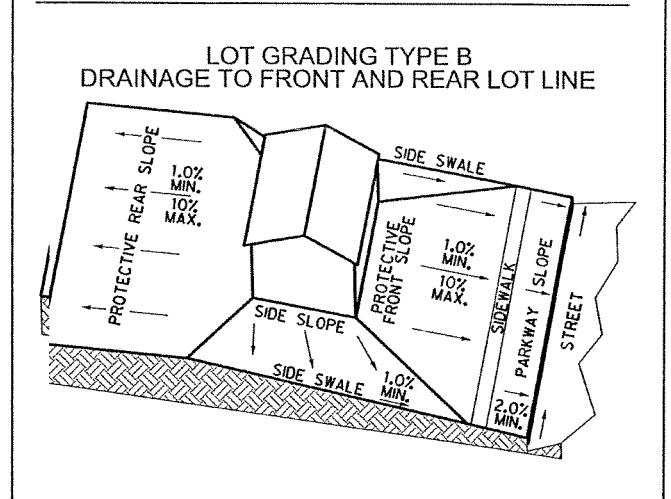 LOT GRADING TYPE B
DRAINAGE TO FRONT AND REAR LOT LINE
SIDE SWALE
PROTECTIVE REAR SLOPE
1.0%
MIN.
10%
MAX.
PROTECTIVE
FRONT SLOPE
1.0%
MIN.
10%
MAX.
SIDEWALK
PARKWAY SLOPE
STREET
SIDE SLOPE
SIDE SWALE
1.0%
MIN.
2.0%
MIN.